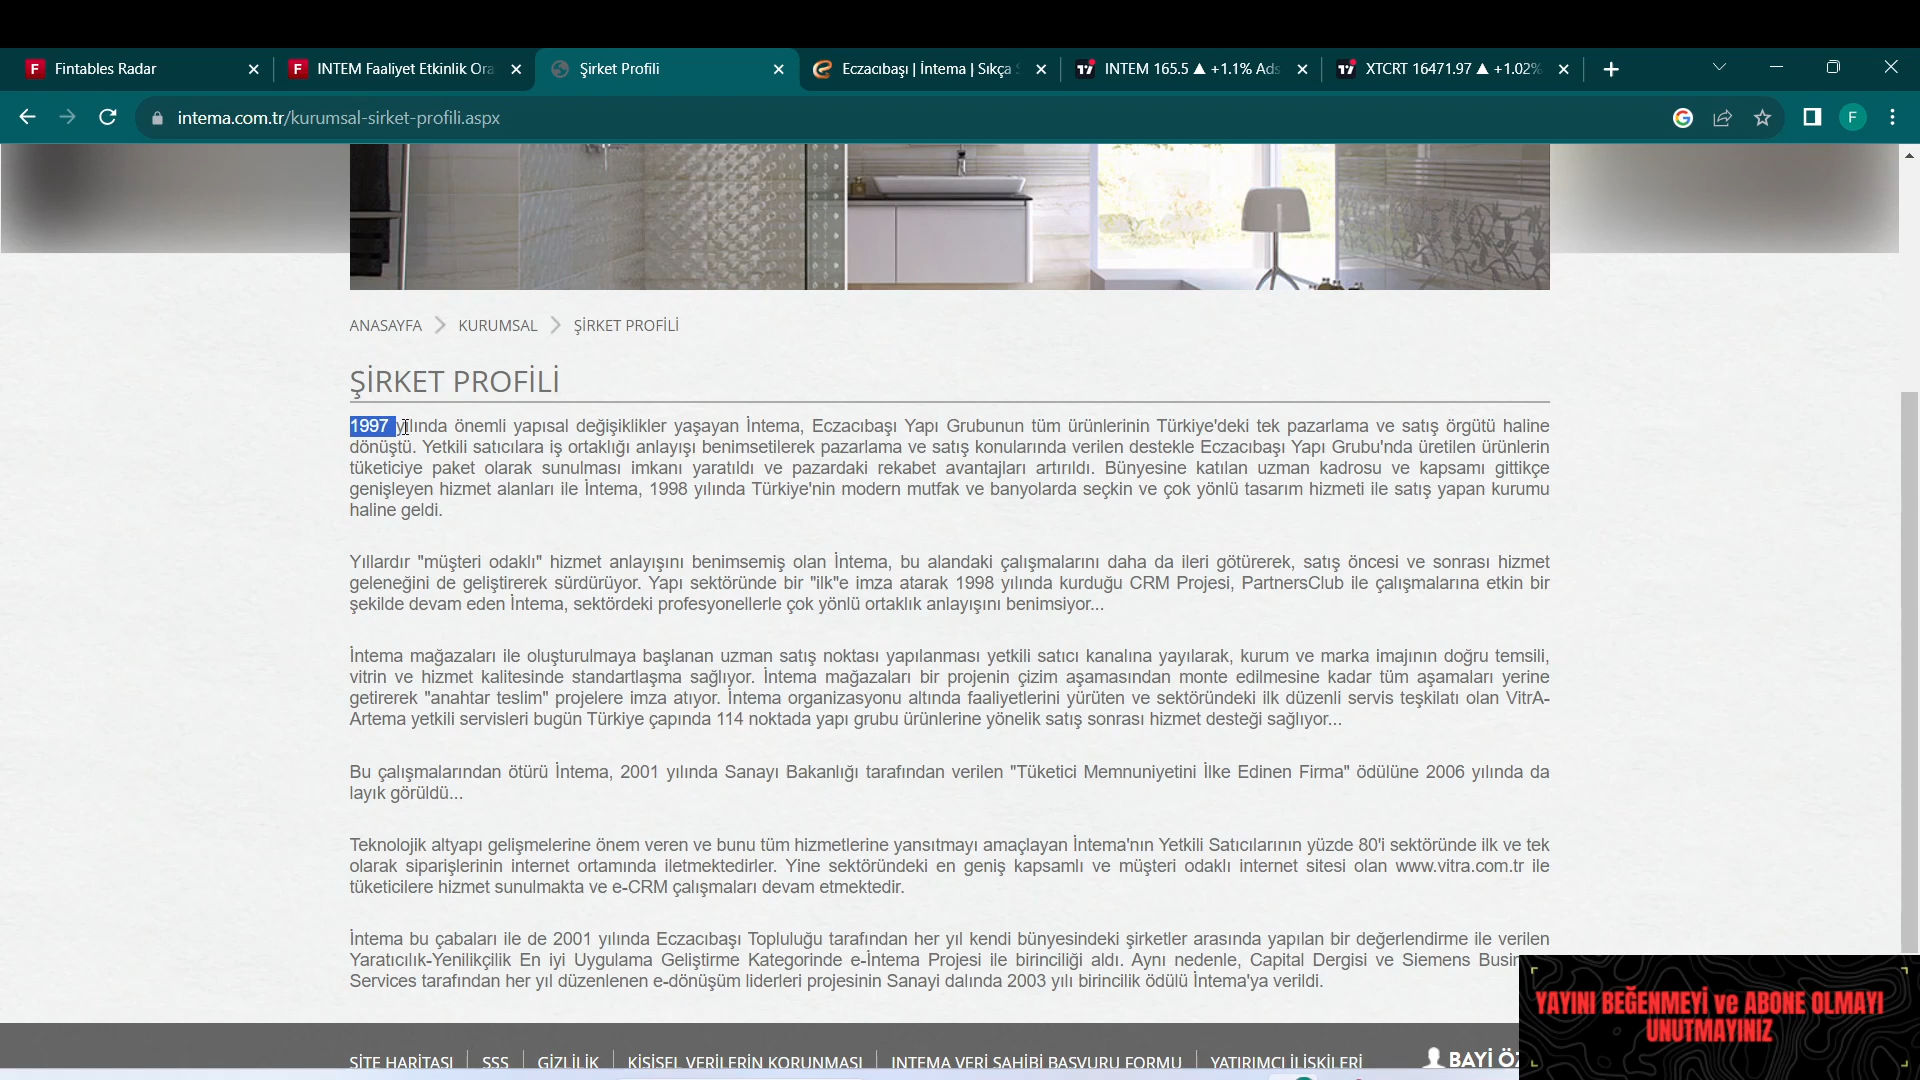 Fintables Radar
INTEM Faaliyet Etkinlik Ora
Şirket Profili
Eczacıbaşı | İntema | Sıkça S
INTEM 165.5 ▲ +1.1% Ads
XTCRT 16471.97 ▲ +1.02%
intema.com.tr/kurumsal-sirket-profili.aspx
F
ANASAYFA
KURUMSAL
ŞİRKET PROFİLİ
ŞİRKET PROFİLİ
1997 yılında önemli yapısal değişiklikler yaşayan İntema, Eczacıbaşı Yapı Grubunun tüm ürünlerinin Türkiye'deki tek pazarlama ve satış örgütü haline
dönüştü. Yetkili satıcılara iş ortaklığı anlayışı benimsetilerek pazarlama ve satış konularında verilen destekle Eczacıbaşı Yapı Grubu'nda üretilen ürünlerin
tüketiciye paket olarak sunulması imkanı yaratıldı ve pazardaki rekabet avantajları artırıldı. Bünyesine katılan uzman kadrosu ve kapsamı gittikçe
genişleyen hizmet alanları ile İntema, 1998 yılında Türkiye'nin modern mutfak ve banyolarda seçkin ve çok yönlü tasarım hizmeti ile satış yapan kurumu
haline geldi.
Yıllardır "müşteri odaklı" hizmet anlayışını benimsemiş olan İntema, bu alandaki çalışmalarını daha da ileri götürerek, satış öncesi ve sonrası hizmet
geleneğini de geliştirerek sürdürüyor. Yapı sektöründe bir "ilk"e imza atarak 1998 yılında kurduğu CRM Projesi, PartnersClub ile çalışmalarına etkin bir
şekilde devam eden İntema, sektördeki profesyonellerle çok yönlü ortaklık anlayışını benimsiyor...
İntema mağazaları ile oluşturulmaya başlanan uzman satış noktası yapılanması yetkili satıcı kanalına yayılarak, kurum ve marka imajının doğru temsili,
vitrin ve hizmet kalitesinde standartlaşma sağlıyor. İntema mağazaları bir projenin çizim aşamasından monte edilmesine kadar tüm aşamaları yerine
getirerek "anahtar teslim" projelere imza atıyor. İntema organizasyonu altında faaliyetlerini yürüten ve sektöründeki ilk düzenli servis teşkilatı olan VitrA-
Artema yetkili servisleri bugün Türkiye çapında 114 noktada yapı grubu ürünlerine yönelik satış sonrası hizmet desteği sağlıyor...
Bu çalışmalarından ötürü İntema, 2001 yılında Sanayı Bakanlığı tarafından verilen "Tüketici Memnuniyetini İlke Edinen Firma" ödülüne 2006 yılında da
layık görüldü...
Teknolojik altyapı gelişmelerine önem veren ve bunu tüm hizmetlerine yansıtmayı amaçlayan İntema'nın Yetkili Satıcılarının yüzde 80'i sektöründe ilk ve tek
olarak siparişlerinin internet ortamında iletmektedirler. Yine sektöründeki en geniş kapsamlı ve müşteri odaklı internet sitesi olan www.vitra.com.tr ile
tüketicilere hizmet sunulmakta ve e-CRM çalışmaları devam etmektedir.
İntema bu çabaları ile de 2001 yılında Eczacıbaşı Topluluğu tarafından her yıl kendi bünyesindeki şirketler arasında yapılan bir değerlendirme ile verilen
Yaratıcılık-Yenilikçilik En iyi Uygulama Geliştirme Kategorinde e-İntema Projesi ile birinciliği aldı. Aynı nedenle, Capital Dergisi ve Siemens Busin
Services tarafından her yıl düzenlenen e-dönüşüm liderleri projesinin Sanayi dalında 2003 yılı birincilik ödülü İntema'ya verildi.
YAYINI BEĞENMEYİ ve ABONE OLMAYI
UNUTMAYINIZ
SİTE HARİTASI
SSS
GİZLİLİK
KİSİSEL VERİLERİN KORUNMASI
INTEMA VERİ SAHİBİ BASVURU FORMU
YATIRIMCI İLİSKİLERİ
BAYİ ÖZ